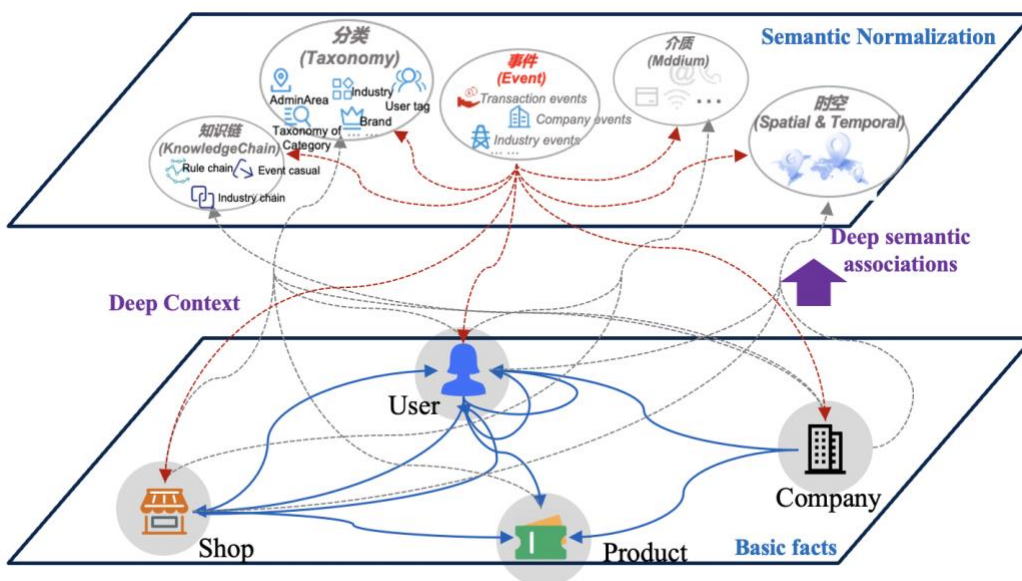 Semantic Normalization
分类
(Taxonomy)
AdminArea
Industry
User tag
Taxonomy of
Category
Brand
... ...
事件
(Event)
Transaction events
Company events
Industry events
... ...
介质
(Mddium)
...
时空
(Spatial & Temporal)
知识链
(KnowledgeChain)
Rule chain
Event casual
Industry chain
Deep semantic
associations
Deep Context
User
Company
Shop
Product
Basic facts